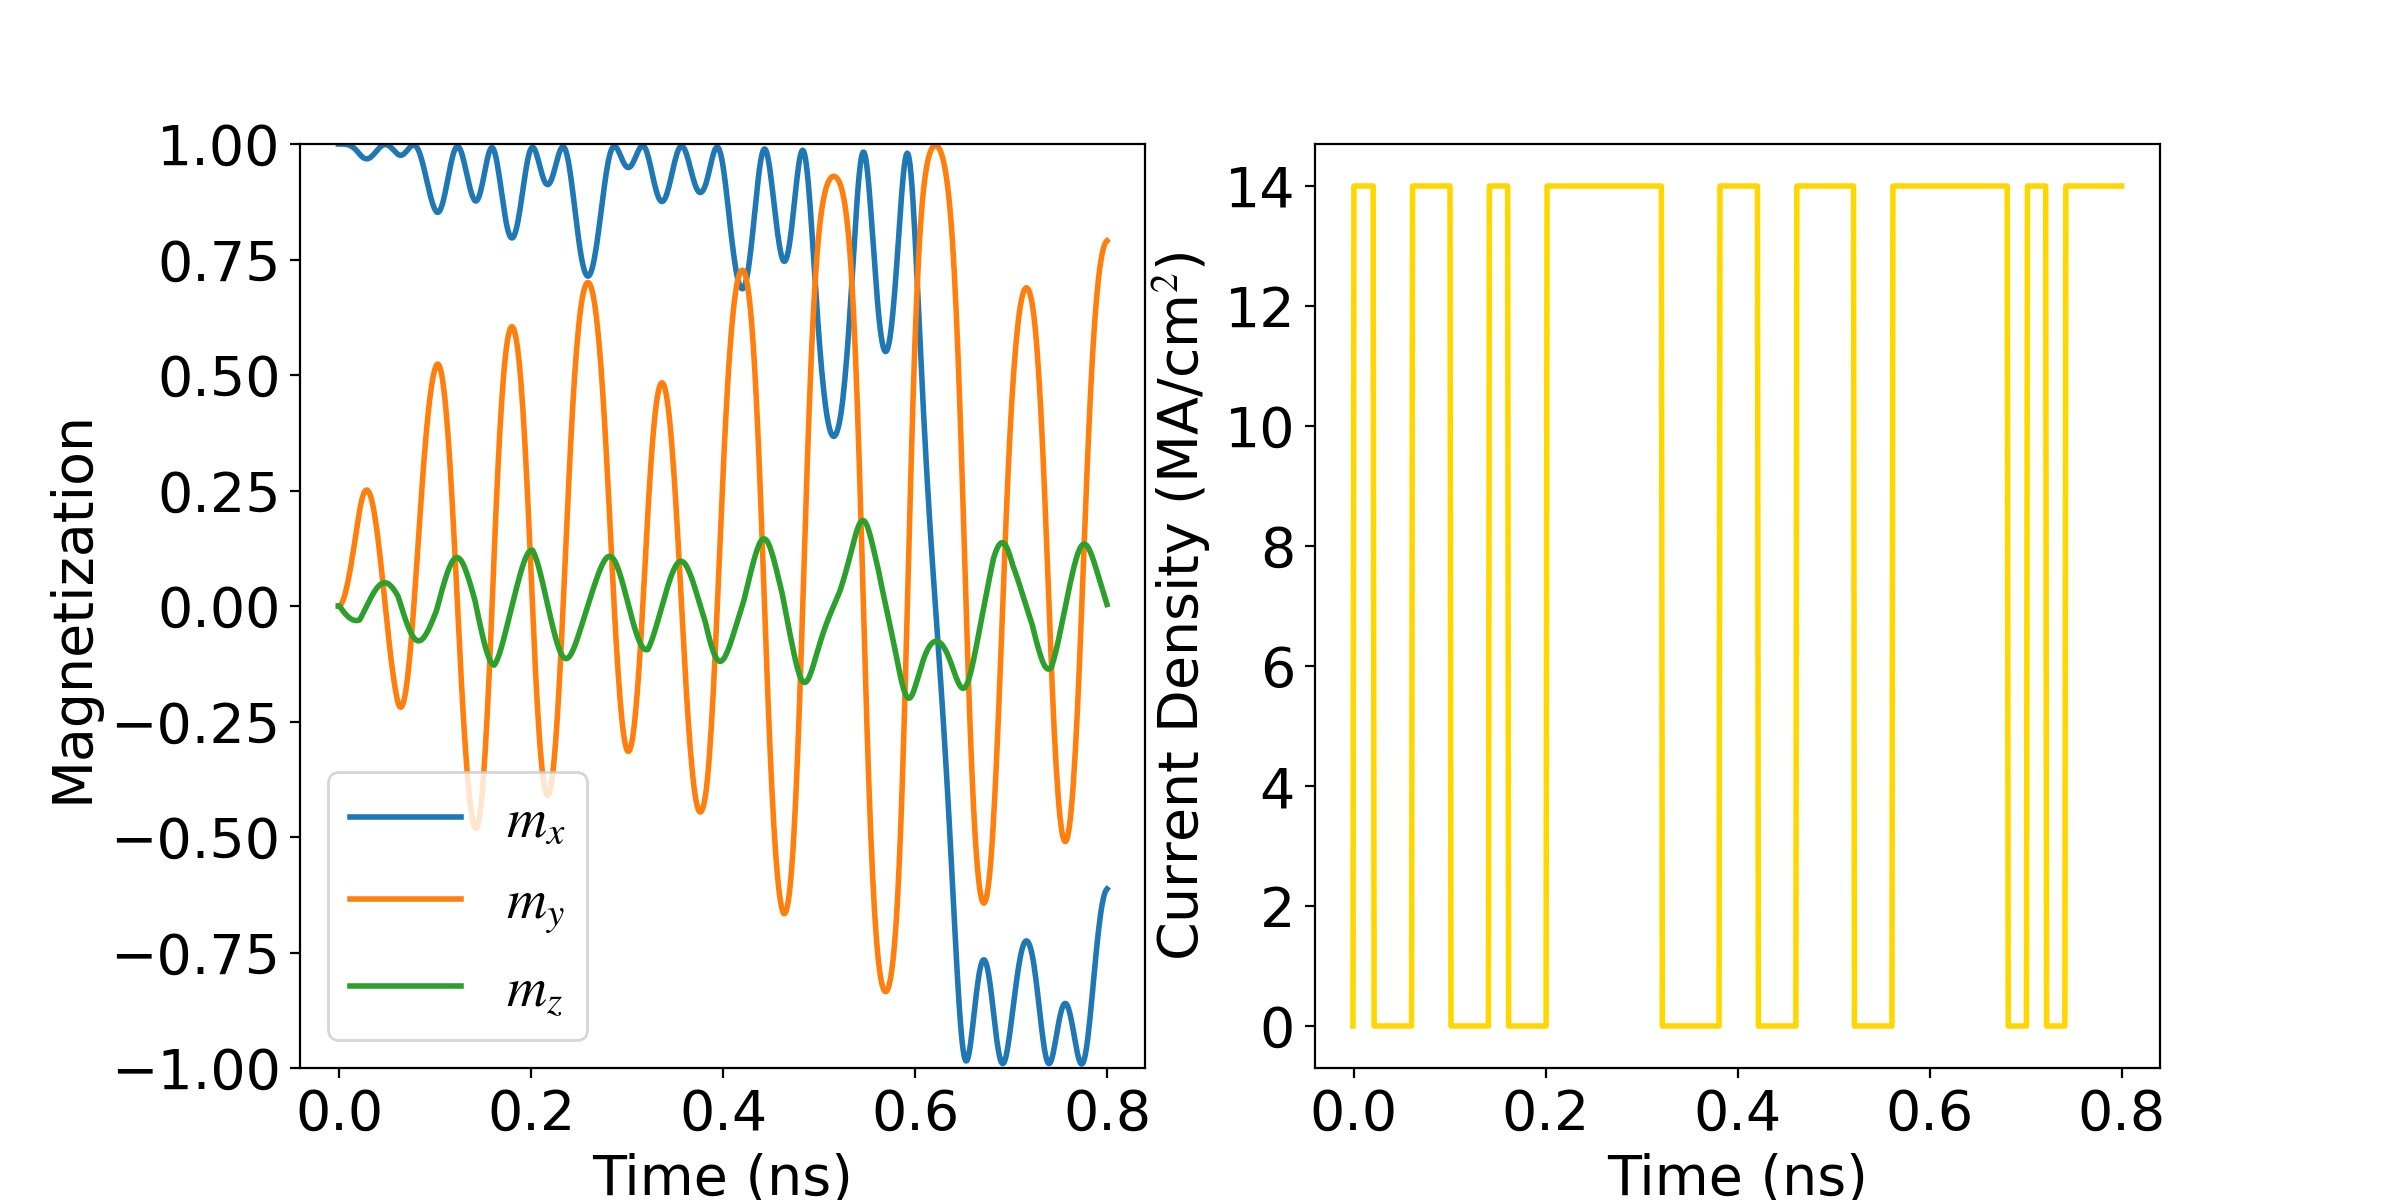 Magnetization
1.00
0.75
0.50
0.25
0.00
−0.25
−0.50
−0.75
−1.00
m_x
m_y
m_z
0.0 0.2 0.4 0.6 0.8
Time (ns)
Current Density (MA/cm²)
14
12
10
8
6
4
2
0
0.0 0.2 0.4 0.6 0.8
Time (ns)